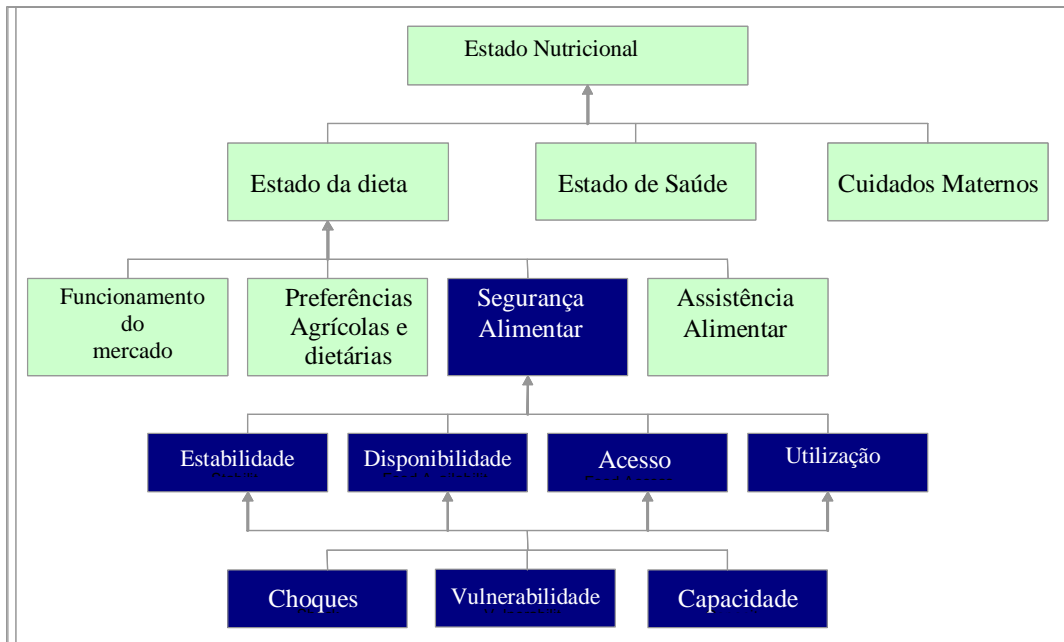 Estado Nutricional
Estado da dieta
Estado de Saúde
Cuidados Maternos
Funcionamento
do
mercado
Preferências
Agrícolas e
dietárias
Segurança
Alimentar
Assistência
Alimentar
Estabilidade
Disponibilidade
Acesso
Utilização
Choques
Vulnerabilidade
Capacidade